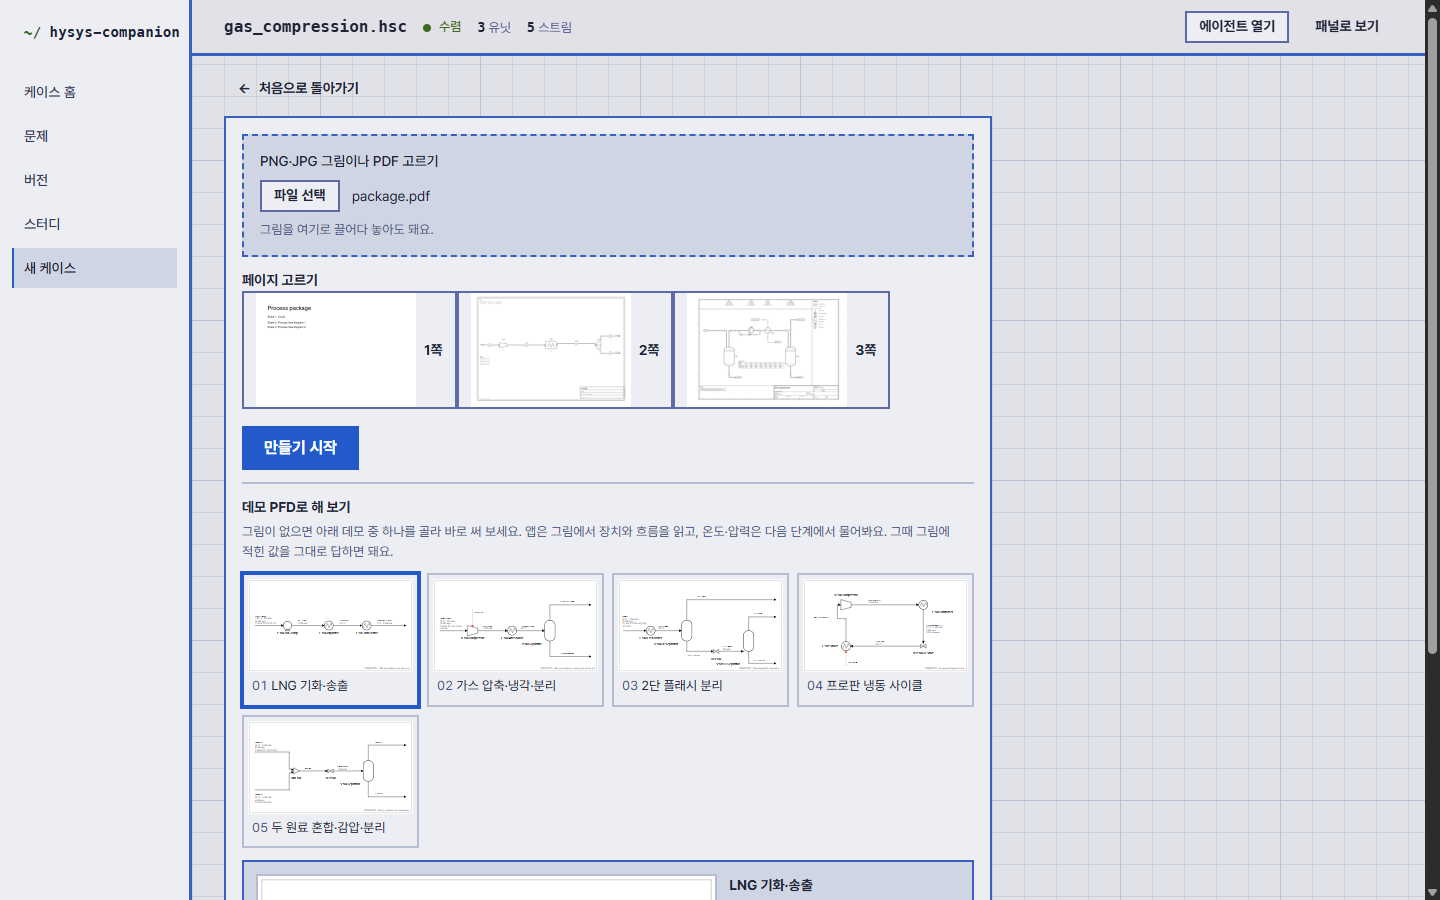 ~/ hysys-companion
케이스 홈
문제
버전
스터디
새 케이스
gas_compression.hsc
수렴
3 유닛
5 스트림
에이전트 열기
패널로 보기
← 처음으로 돌아가기
PNG·JPG 그림이나 PDF 고르기
파일 선택
package.pdf
그림을 여기로 끌어다 놓아도 돼요.
페이지 고르기
Process package
1쪽
2쪽
3쪽
만들기 시작
데모 PFD로 해 보기
그림이 없으면 아래 데모 중 하나를 골라 바로 써 보세요. 앱은 그림에서 장치와 흐름을 읽고, 온도·압력은 다음 단계에서 물어봐요. 그때 그림에
적힌 값을 그대로 답하면 돼요.
01 LNG 기화·송출
02 가스 압축·냉각·분리
03 2단 플래시 분리
04 프로판 냉동 사이클
05 두 원료 혼합·감압·분리
LNG 기화·송출